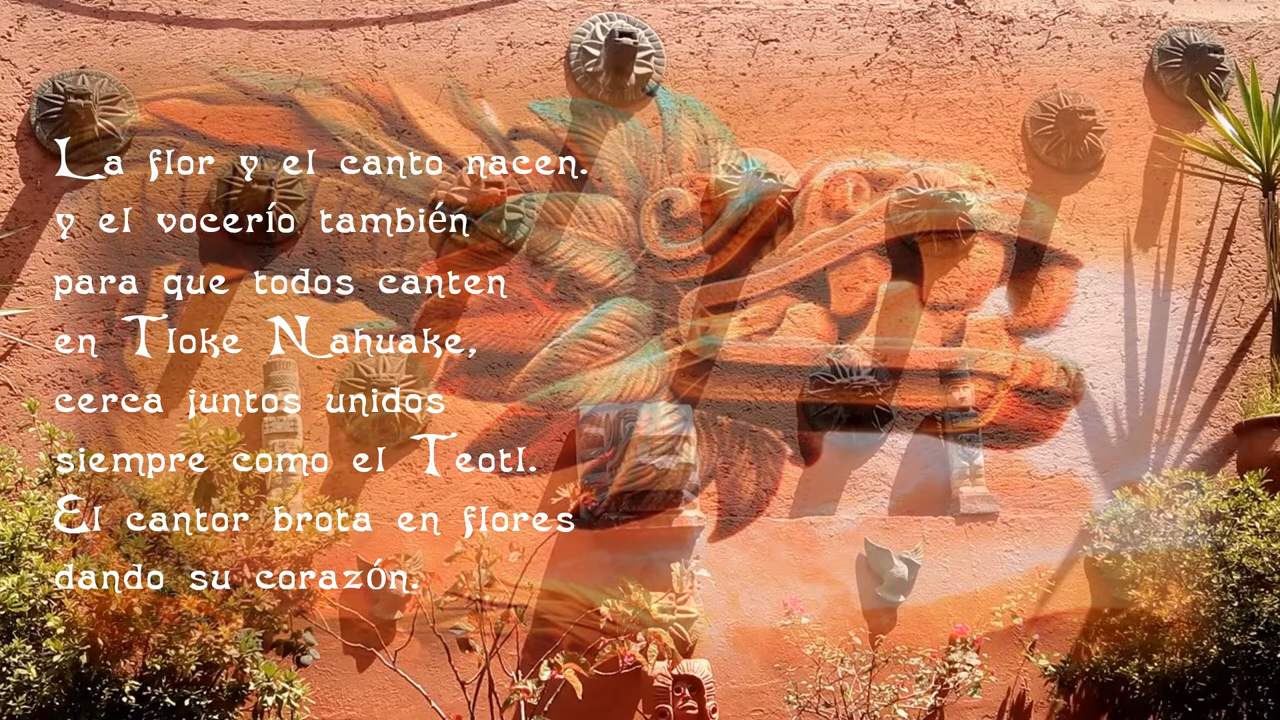 La flor y el canto nacen.
y el vocerío también
para que todos canten
en Tloke Nahuake,
cerca juntos unidos
siempre como el Teotl.
El cantor brota en flores
dando su corazón.